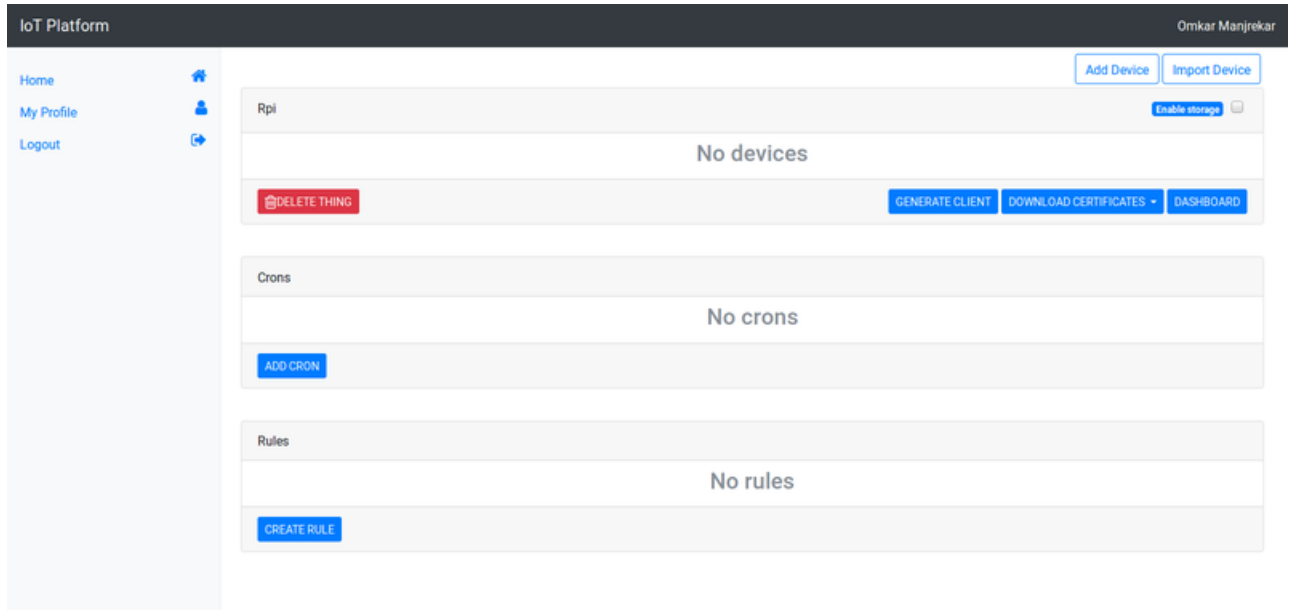 IoT Platform Omkar Manjrekar
Add Device Import Device
Home
My Profile
Logout
Rpi Enable storage
No devices
DELETE THING GENERATE CLIENT DOWNLOAD CERTIFICATES DASHBOARD
Crons
No crons
ADD CRON
Rules
No rules
CREATE RULE